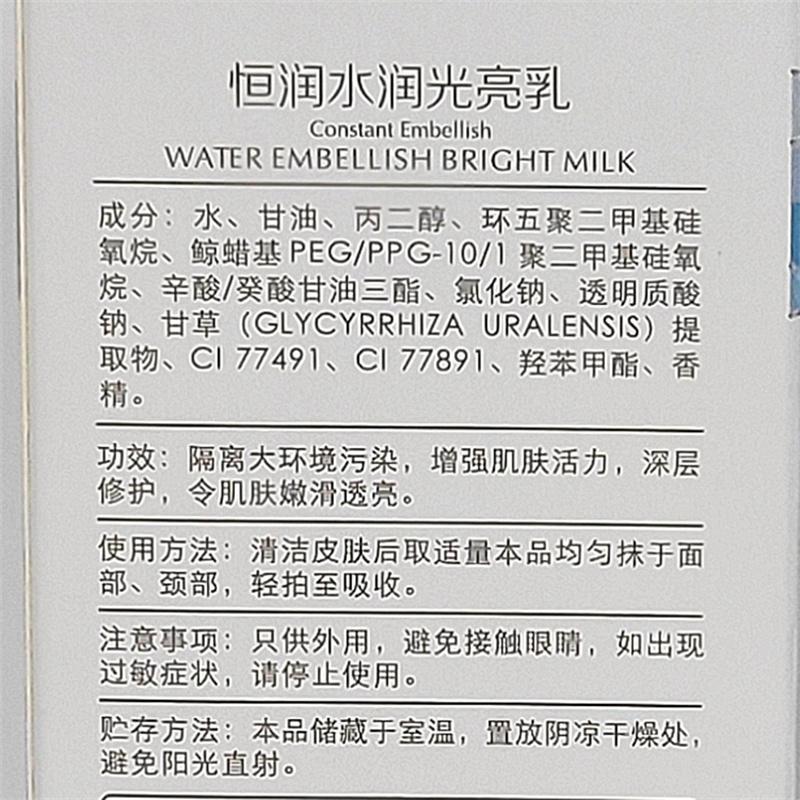 恒润水润光亮乳
Constant Embellish
WATER EMBELLISH BRIGHT MILK
成分：水、甘油、丙二醇、环五聚二甲基硅
氧烷、鲸蜡基 PEG/PPG-10/1 聚二甲基硅氧
烷、辛酸/癸酸甘油三酯、氯化钠、透明质酸
钠、甘草（GLYCYRRHIZA URALENSIS）提
取物、CI 77491、CI 77891、羟苯甲酯、香
精。
功效：隔离大环境污染，增强肌肤活力，深层
修护，令肌肤嫩滑透亮。
使用方法：清洁皮肤后取适量本品均匀抹于面
部、颈部，轻拍至吸收。
注意事项：只供外用，避免接触眼睛，如出现
过敏症状，请停止使用。
贮存方法：本品储藏于室温，置放阴凉干燥处，
避免阳光直射。